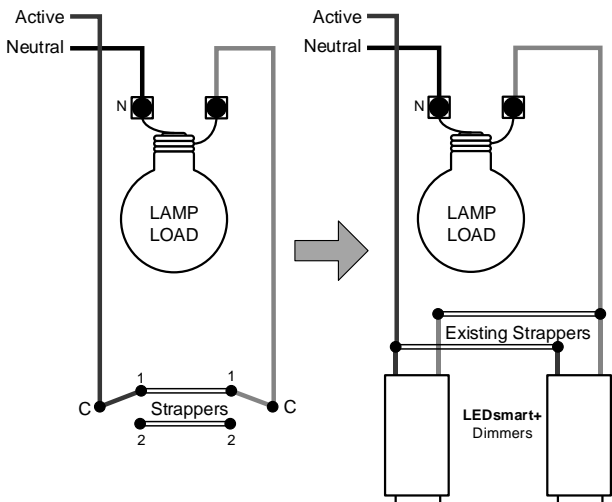 Active
Neutral
N
LAMP
LOAD
C
1
1
Strappers
2
2
C
Active
Neutral
N
LAMP
LOAD
Existing Strappers
LEDsmart+
Dimmers